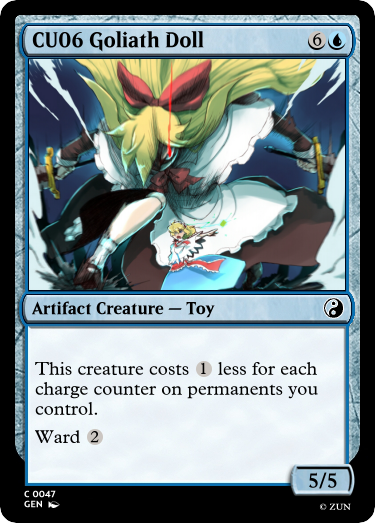 CU06 Goliath Doll 6
Artifact Creature — Toy
This creature costs 1 less for each
charge counter on permanents you
control.
Ward 2
5/5
C 0047
GEN
© ZUN